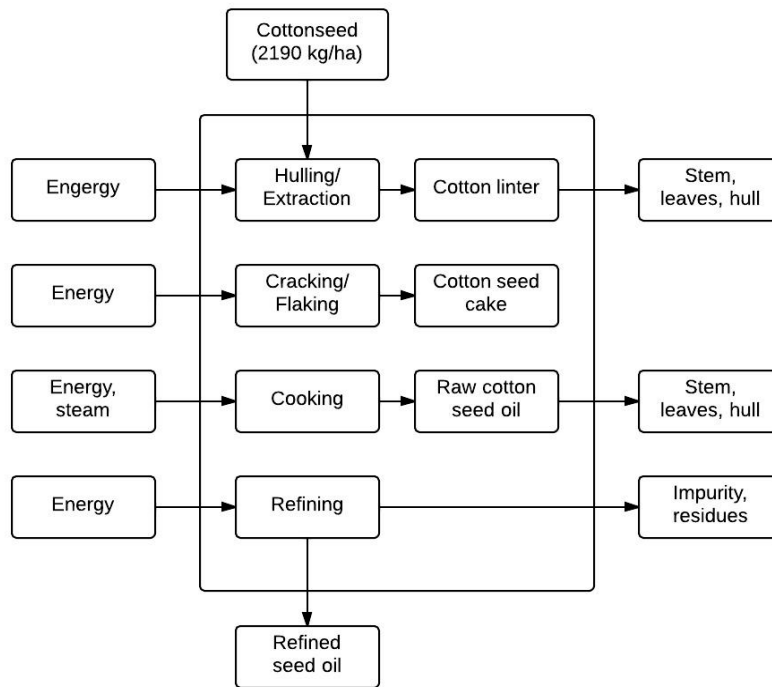 Cottonseed
(2190 kg/ha)
Engergy
Hulling/
Extraction
Cotton linter
Stem,
leaves, hull
Energy
Cracking/
Flaking
Cotton seed
cake
Energy,
steam
Cooking
Raw cotton
seed oil
Stem,
leaves, hull
Energy
Refining
Impurity,
residues
Refined
seed oil